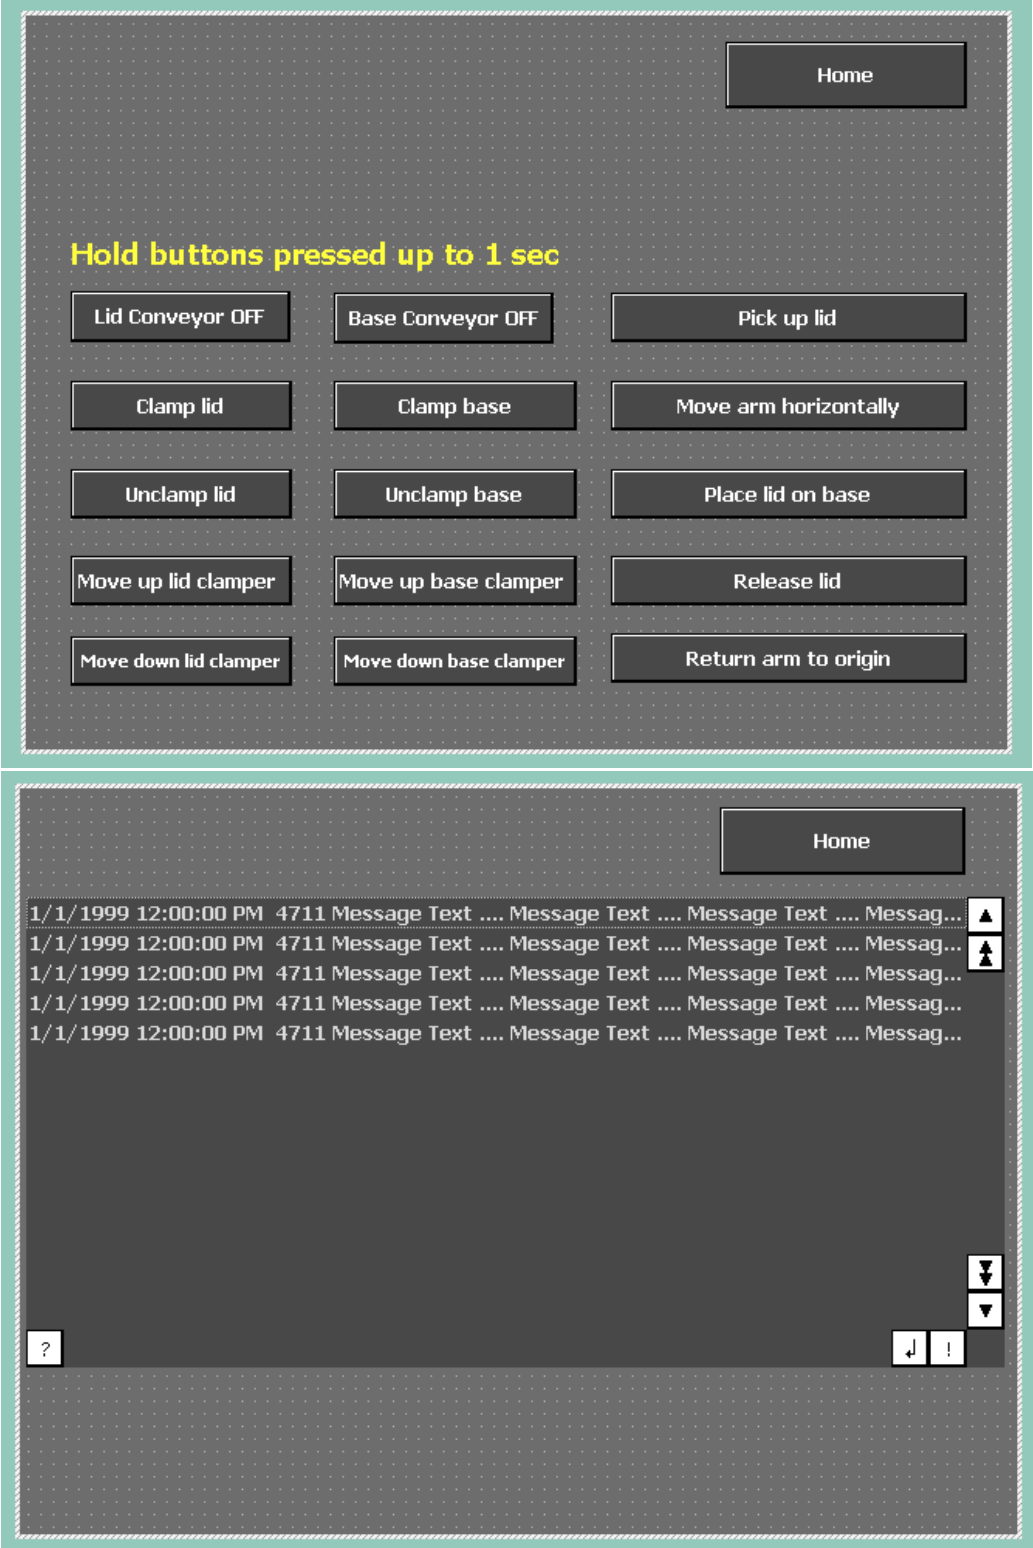 Home
Hold buttons pressed up to 1 sec
Lid Conveyor OFF Base Conveyor OFF Pick up lid
Clamp lid Clamp base Move arm horizontally
Unclamp lid Unclamp base Place lid on base
Move up lid clamper Move up base clamper Release lid
Move down lid clamper Move down base clamper Return arm to origin
Home
1/1/1999 12:00:00 PM 4711 Message Text .... Message Text .... Message Text .... Messag...
1/1/1999 12:00:00 PM 4711 Message Text .... Message Text .... Message Text .... Messag...
1/1/1999 12:00:00 PM 4711 Message Text .... Message Text .... Message Text .... Messag...
1/1/1999 12:00:00 PM 4711 Message Text .... Message Text .... Message Text .... Messag...
1/1/1999 12:00:00 PM 4711 Message Text .... Message Text .... Message Text .... Messag...
? !